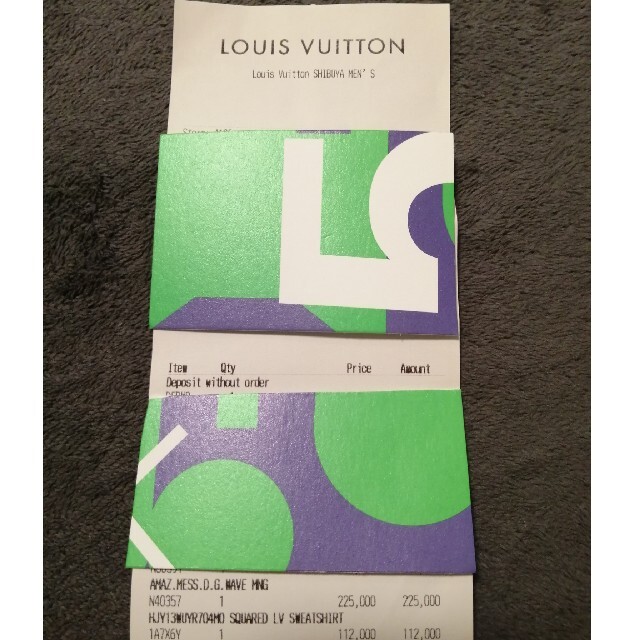 LOUIS VUITTON
Louis Vuitton SHIBUYA MEN'S
Item Qty Price Amount
Deposit without order
AMAZ.MESS.D.G.WAVE MNG
N40357 1 225,000 225,000
HJY13WUYR704MO SQUARED LV SWEATSHIRT
1A7X6Y 1 112,000 112,000